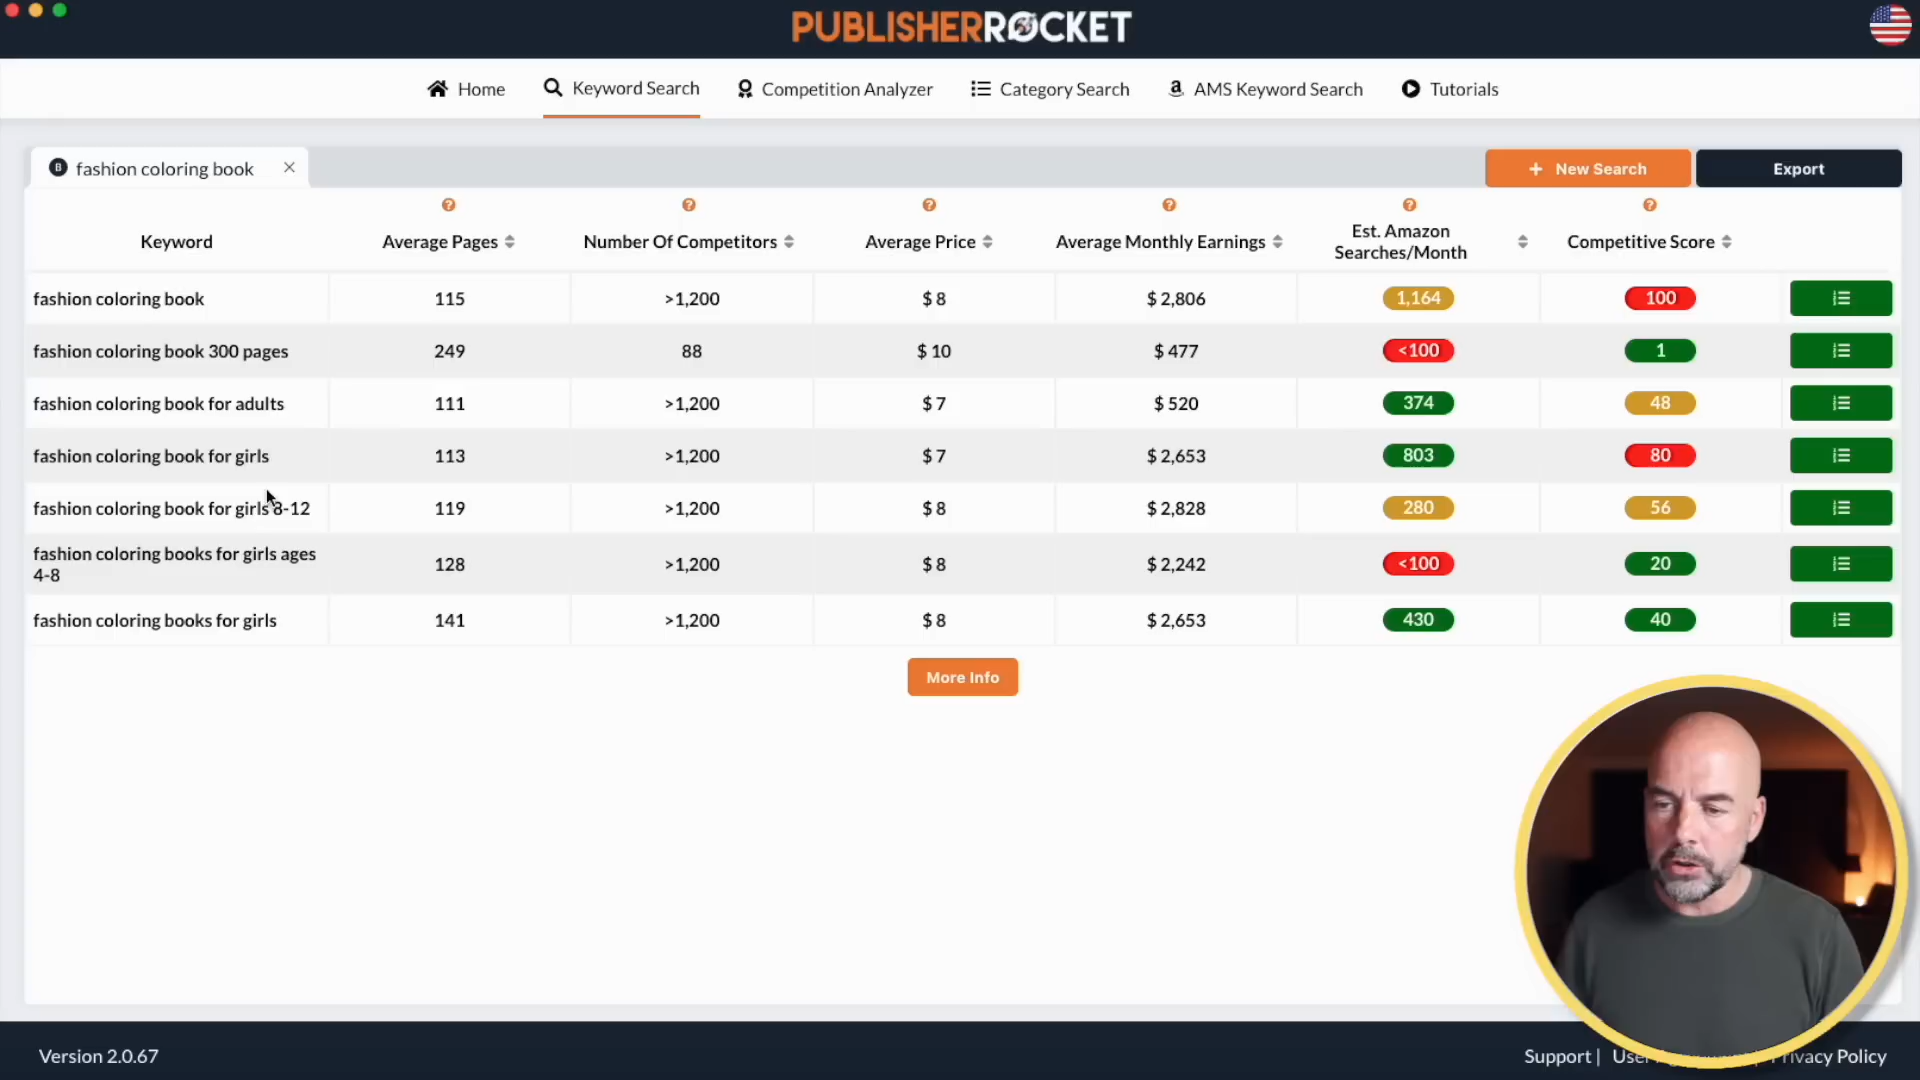 PUBLISHERROCKET
Home
Keyword Search
Competition Analyzer
Category Search
AMS Keyword Search
Tutorials
fashion coloring book
New Search
Export
Keyword
Average Pages
Number Of Competitors
Average Price
Average Monthly Earnings
Est. Amazon
Searches/Month
Competitive Score
fashion coloring book 115 >1,200 $ 8 $ 2,806 1,164 100
fashion coloring book 300 pages 249 88 $ 10 $ 477 <100 1
fashion coloring book for adults 111 >1,200 $ 7 $ 520 374 48
fashion coloring book for girls 113 >1,200 $ 7 $ 2,653 803 80
fashion coloring book for girls 8-12 119 >1,200 $ 8 $ 2,828 280 56
fashion coloring books for girls ages
4-8 128 >1,200 $ 8 $ 2,242 <100 20
fashion coloring books for girls 141 >1,200 $ 8 $ 2,653 430 40
More Info
Version 2.0.67
Support |
Privacy Policy